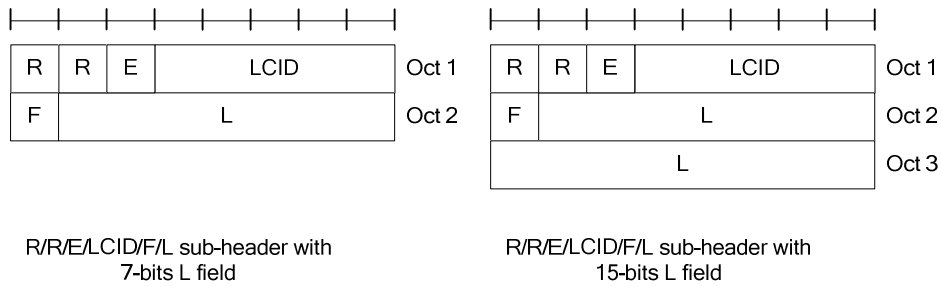 R R E LCID Oct 1
F L Oct 2
R/R/E/LCID/F/L sub-header with
7-bits L field
R R E LCID Oct 1
F L Oct 2
L Oct 3
R/R/E/LCID/F/L sub-header with
15-bits L field